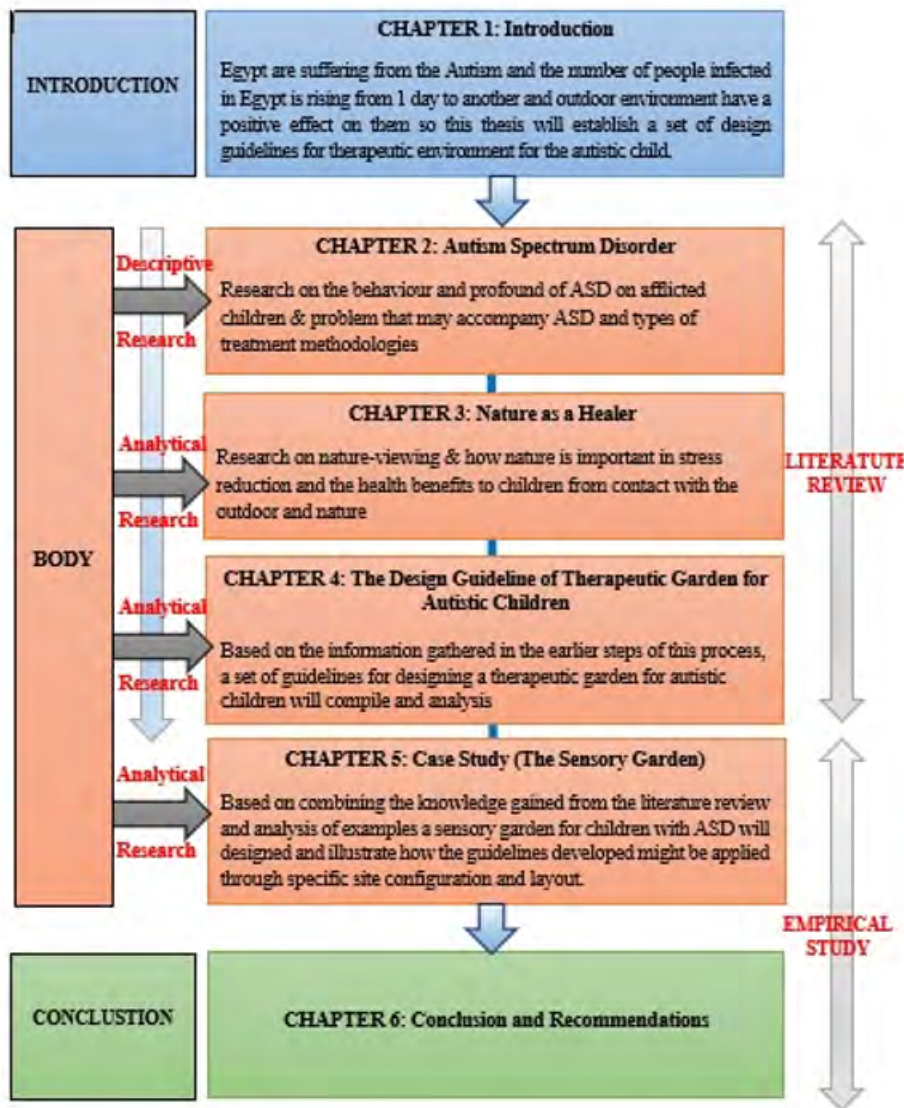 CHAPTER 1: Introduction
INTRODUCTION
Egypt are suffering from the Autism and the number of people infected
in Egypt is rising from 1 day to another and outdoor environment have a
positive effect on them so this thesis will establish a set of design
guidelines for therapeutic environment for the autistic child.
BODY
CHAPTER 2: Autism Spectrum Disorder
Descriptive
Research
Research on the behaviour and profound of ASD on afflicted
children & problem that may accompany ASD and types of
treatment methodologies
CHAPTER 3: Nature as a Healer
Analytical
Research
Research on nature-viewing & how nature is important in stress
reduction and the health benefits to children from contact with the
outdoor and nature
LITERATUTE
REVIEW
CHAPTER 4: The Design Guideline of Therapeutic Garden for
Autistic Children
Analytical
Research
Based on the information gathered in the earlier steps of this process,
a set of guidelines for designing a therapeutic garden for autistic
children will compile and analysis
CHAPTER 5: Case Study (The Sensory Garden)
Analytical
Research
Based on combining the knowledge gained from the literature review
and analysis of examples a sensory garden for children with ASD will
designed and illustrate how the guidelines developed might be applied
through specific site configuration and layout.
EMPIRICAL
STUDY
CONCLUSTION
CHAPTER 6: Conclusion and Recommendations